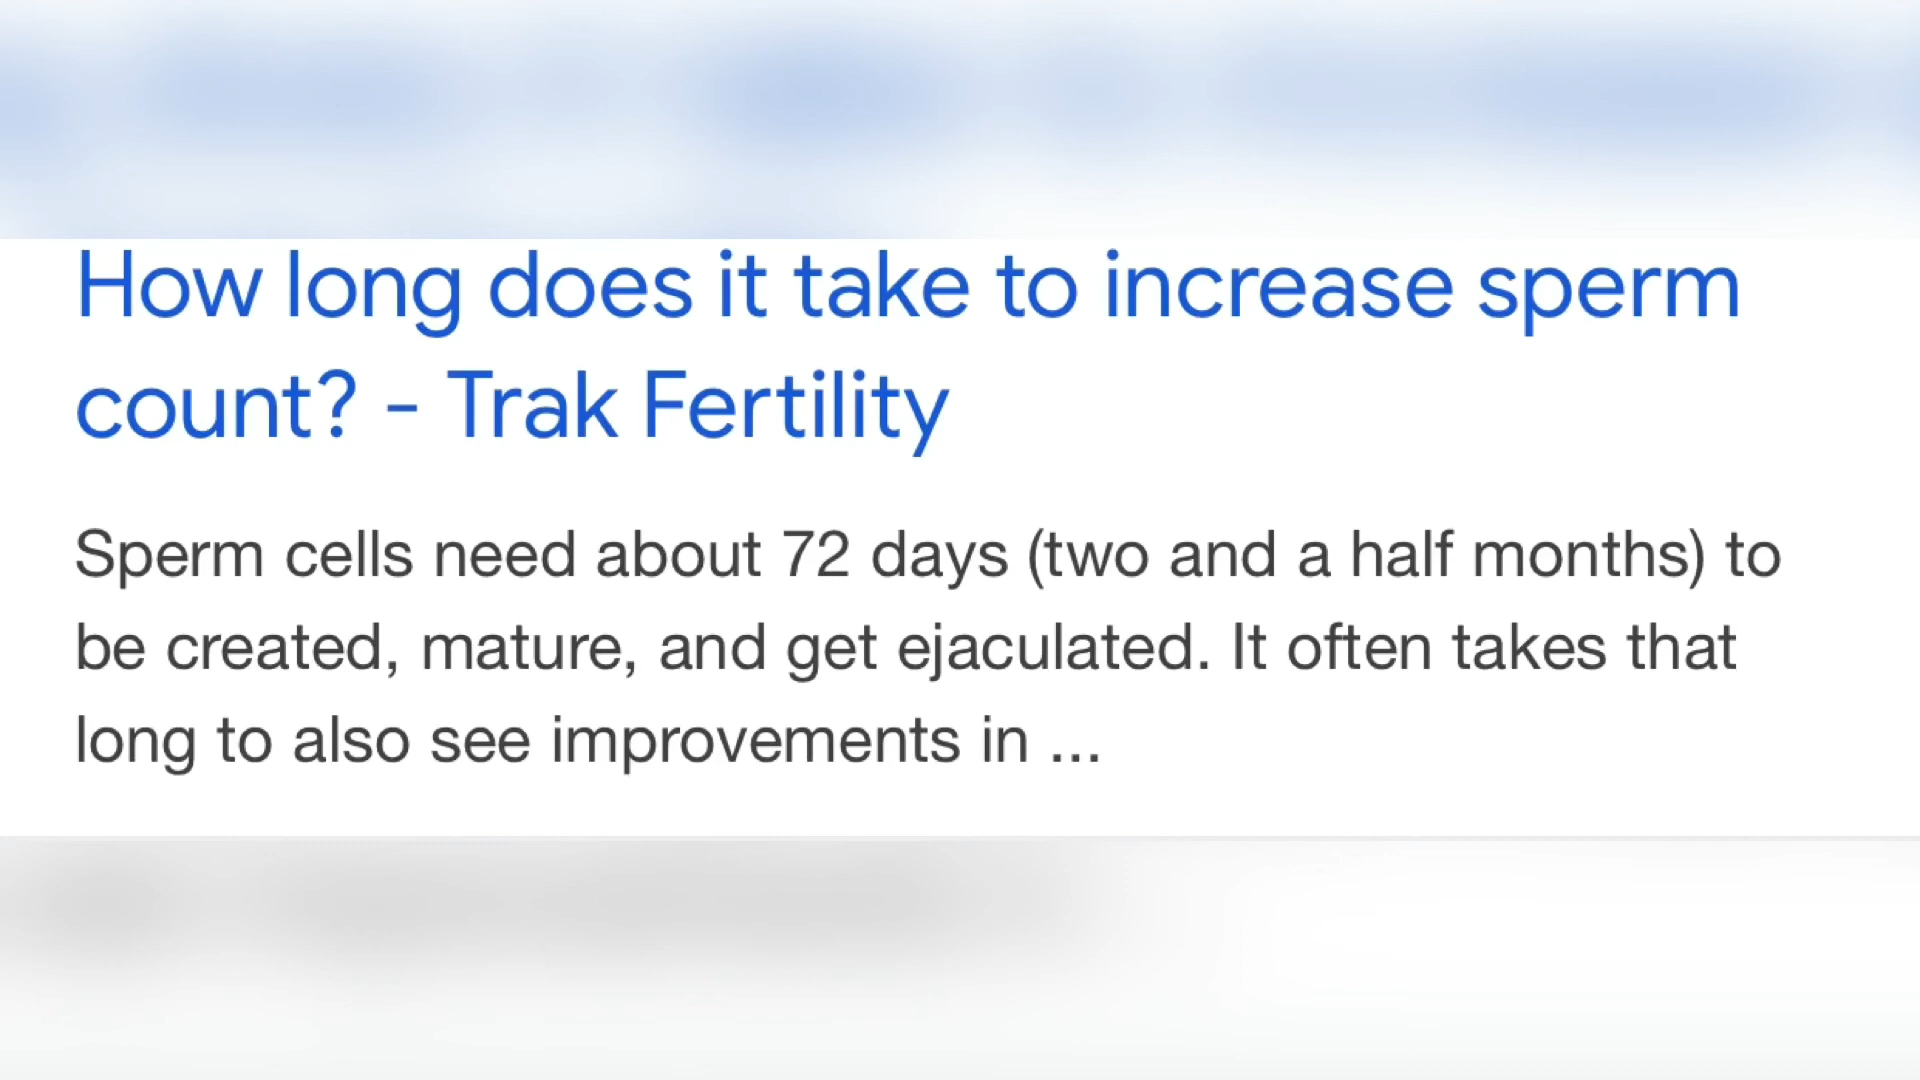 How long does it take to increase sperm
count? - Trak Fertility
Sperm cells need about 72 days (two and a half months) to
be created, mature, and get ejaculated. It often takes that
long to also see improvements in ...